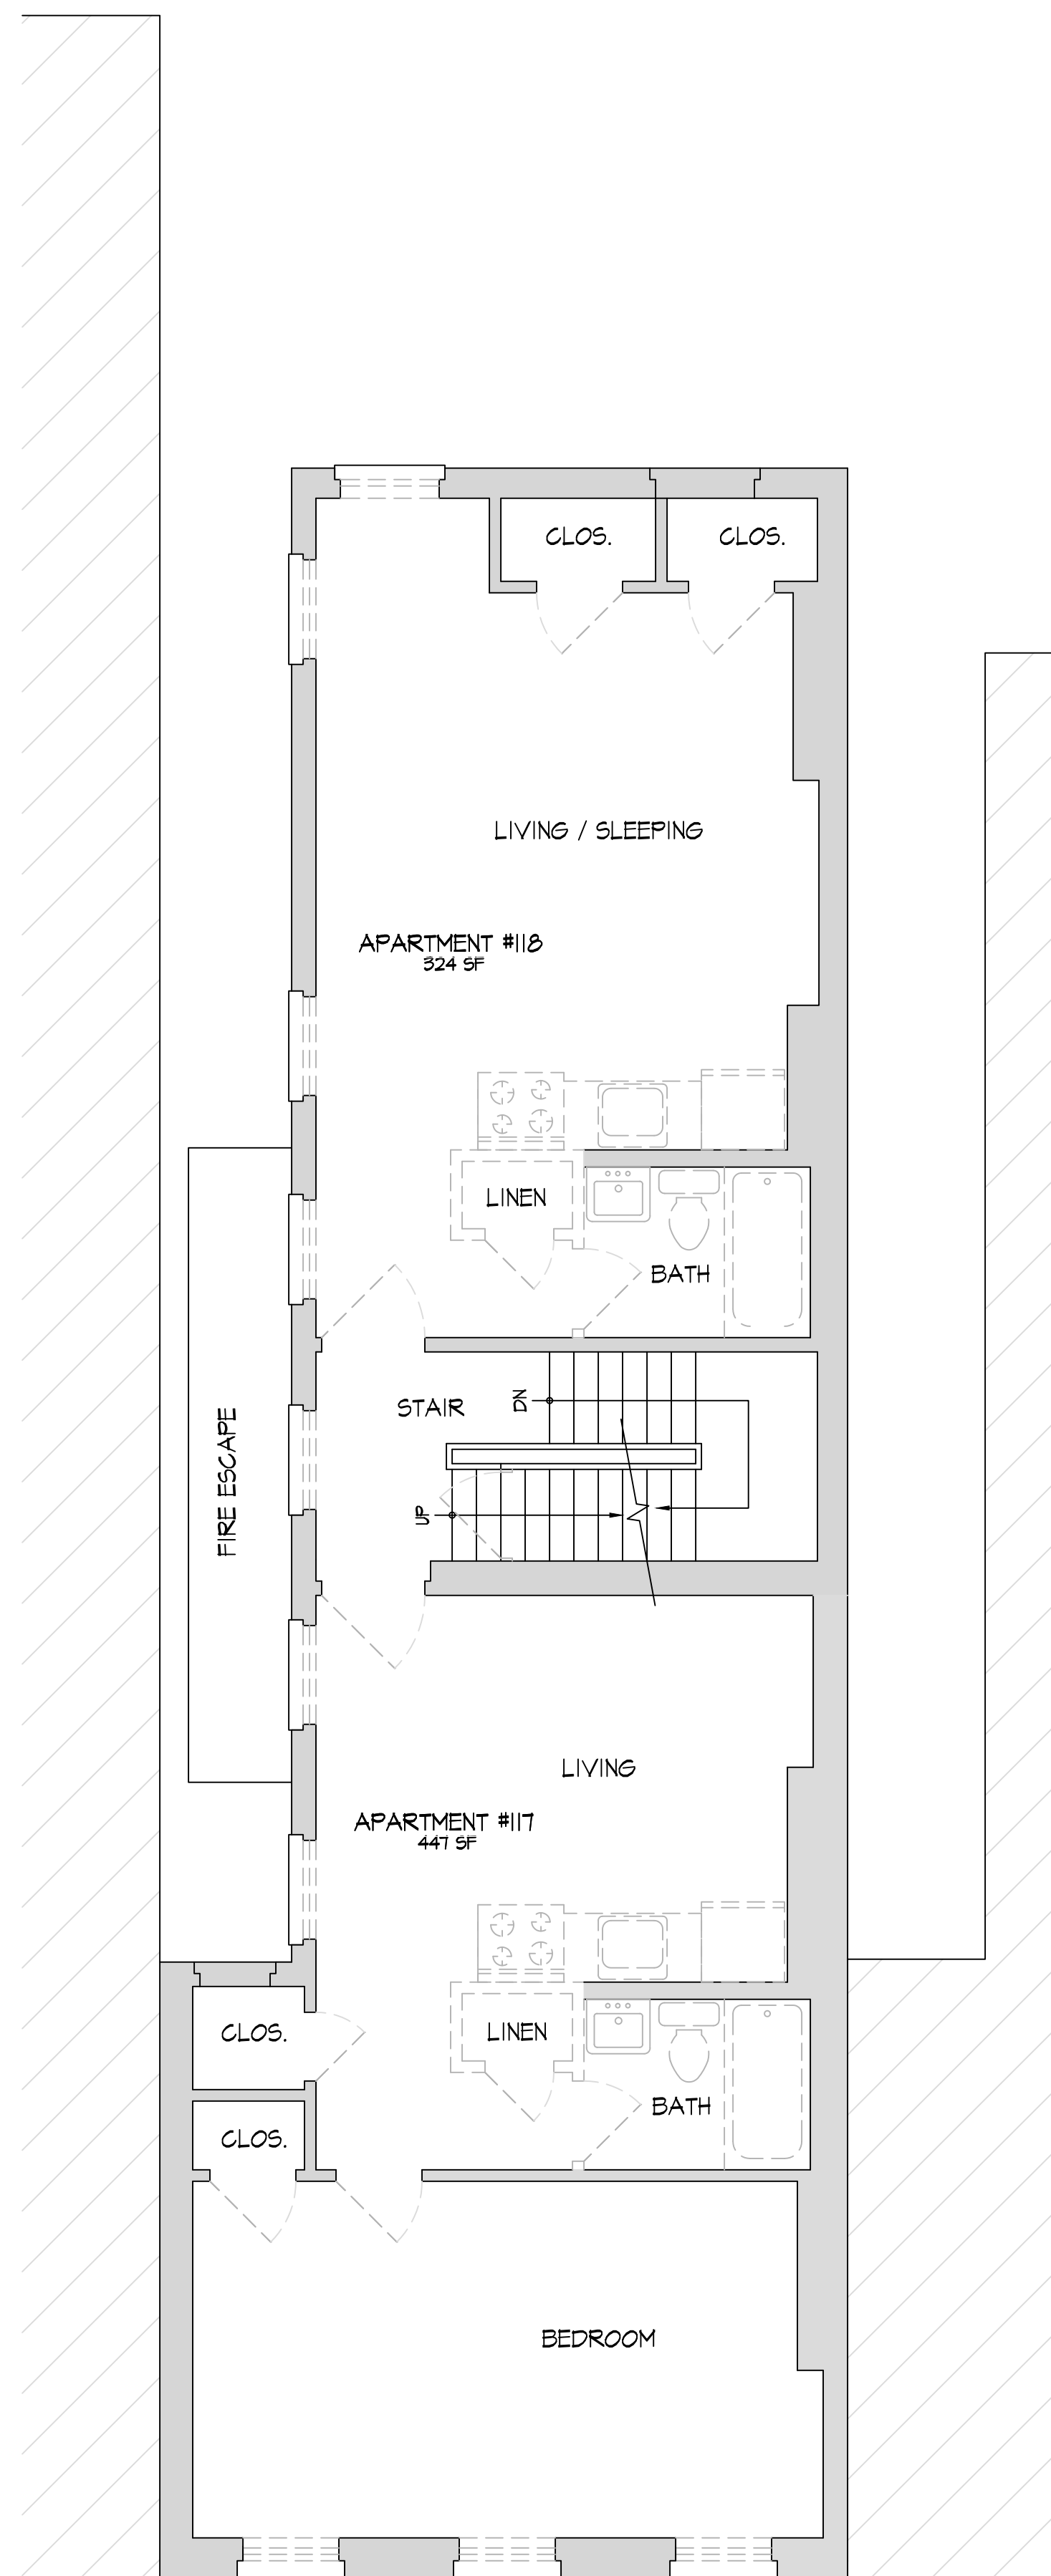 CLOS.
CLOS.
LIVING / SLEEPING
APARTMENT #118
324 SF
LINEN
BATH
STAIR
DN
FIRE ESCAPE
UP
LIVING
APARTMENT #117
447 SF
CLOS.
LINEN
BATH
CLOS.
BEDROOM